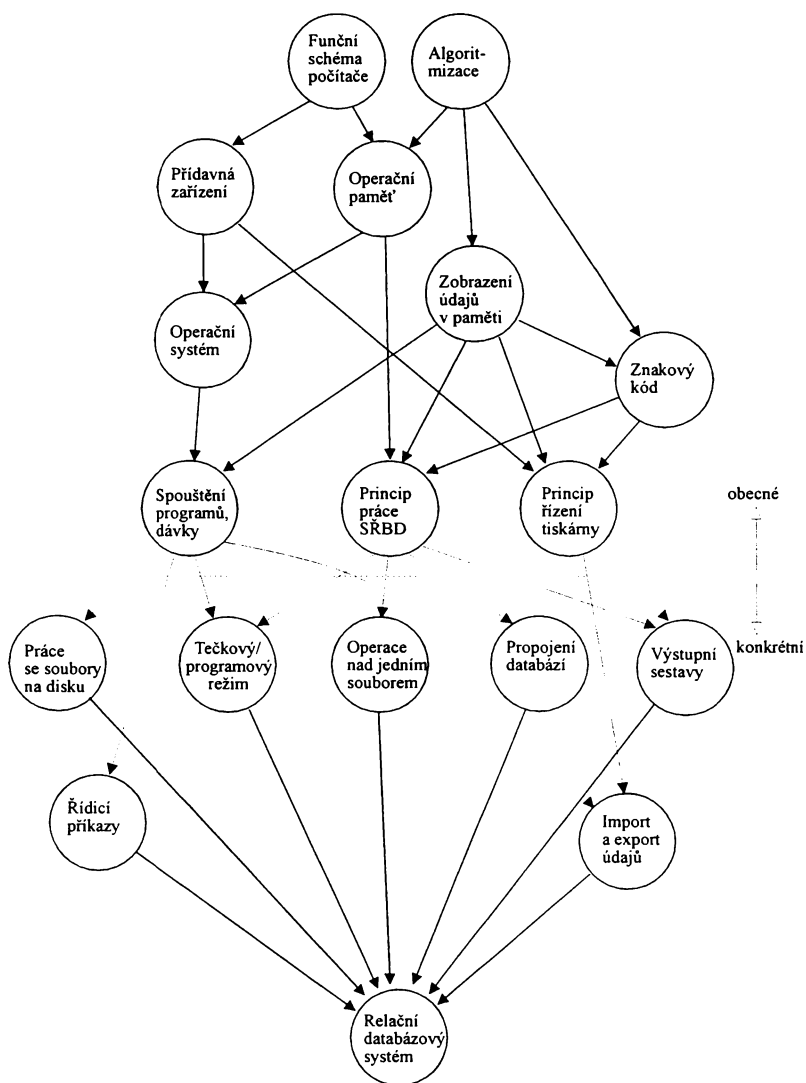 Funční
schéma
počítače
Algorit-
mizace
Přídavná
zařízení
Operační
paměť
Zobrazení
údajů
v paměti
Operační
systém
Znakový
kód
Spouštění
programů,
dávky
Princip
práce
SŘBD
Princip
řízení
tiskárny
obecné
konkrétní
Práce
se soubory
na disku
Tečkový/
programový
režim
Operace
nad jedním
souborem
Propojení
databází
Výstupní
sestavy
Řídicí
příkazy
Import
a export
údajů
Relační
databázový
systém